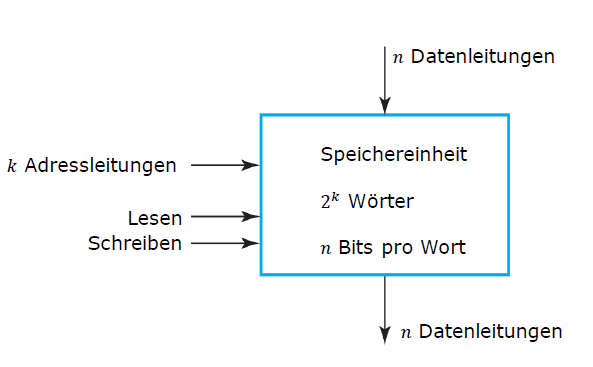 n Datenleitungen
k Adressleitungen
Speichereinheit
2^k Wörter
Lesen
Schreiben
n Bits pro Wort
n Datenleitungen